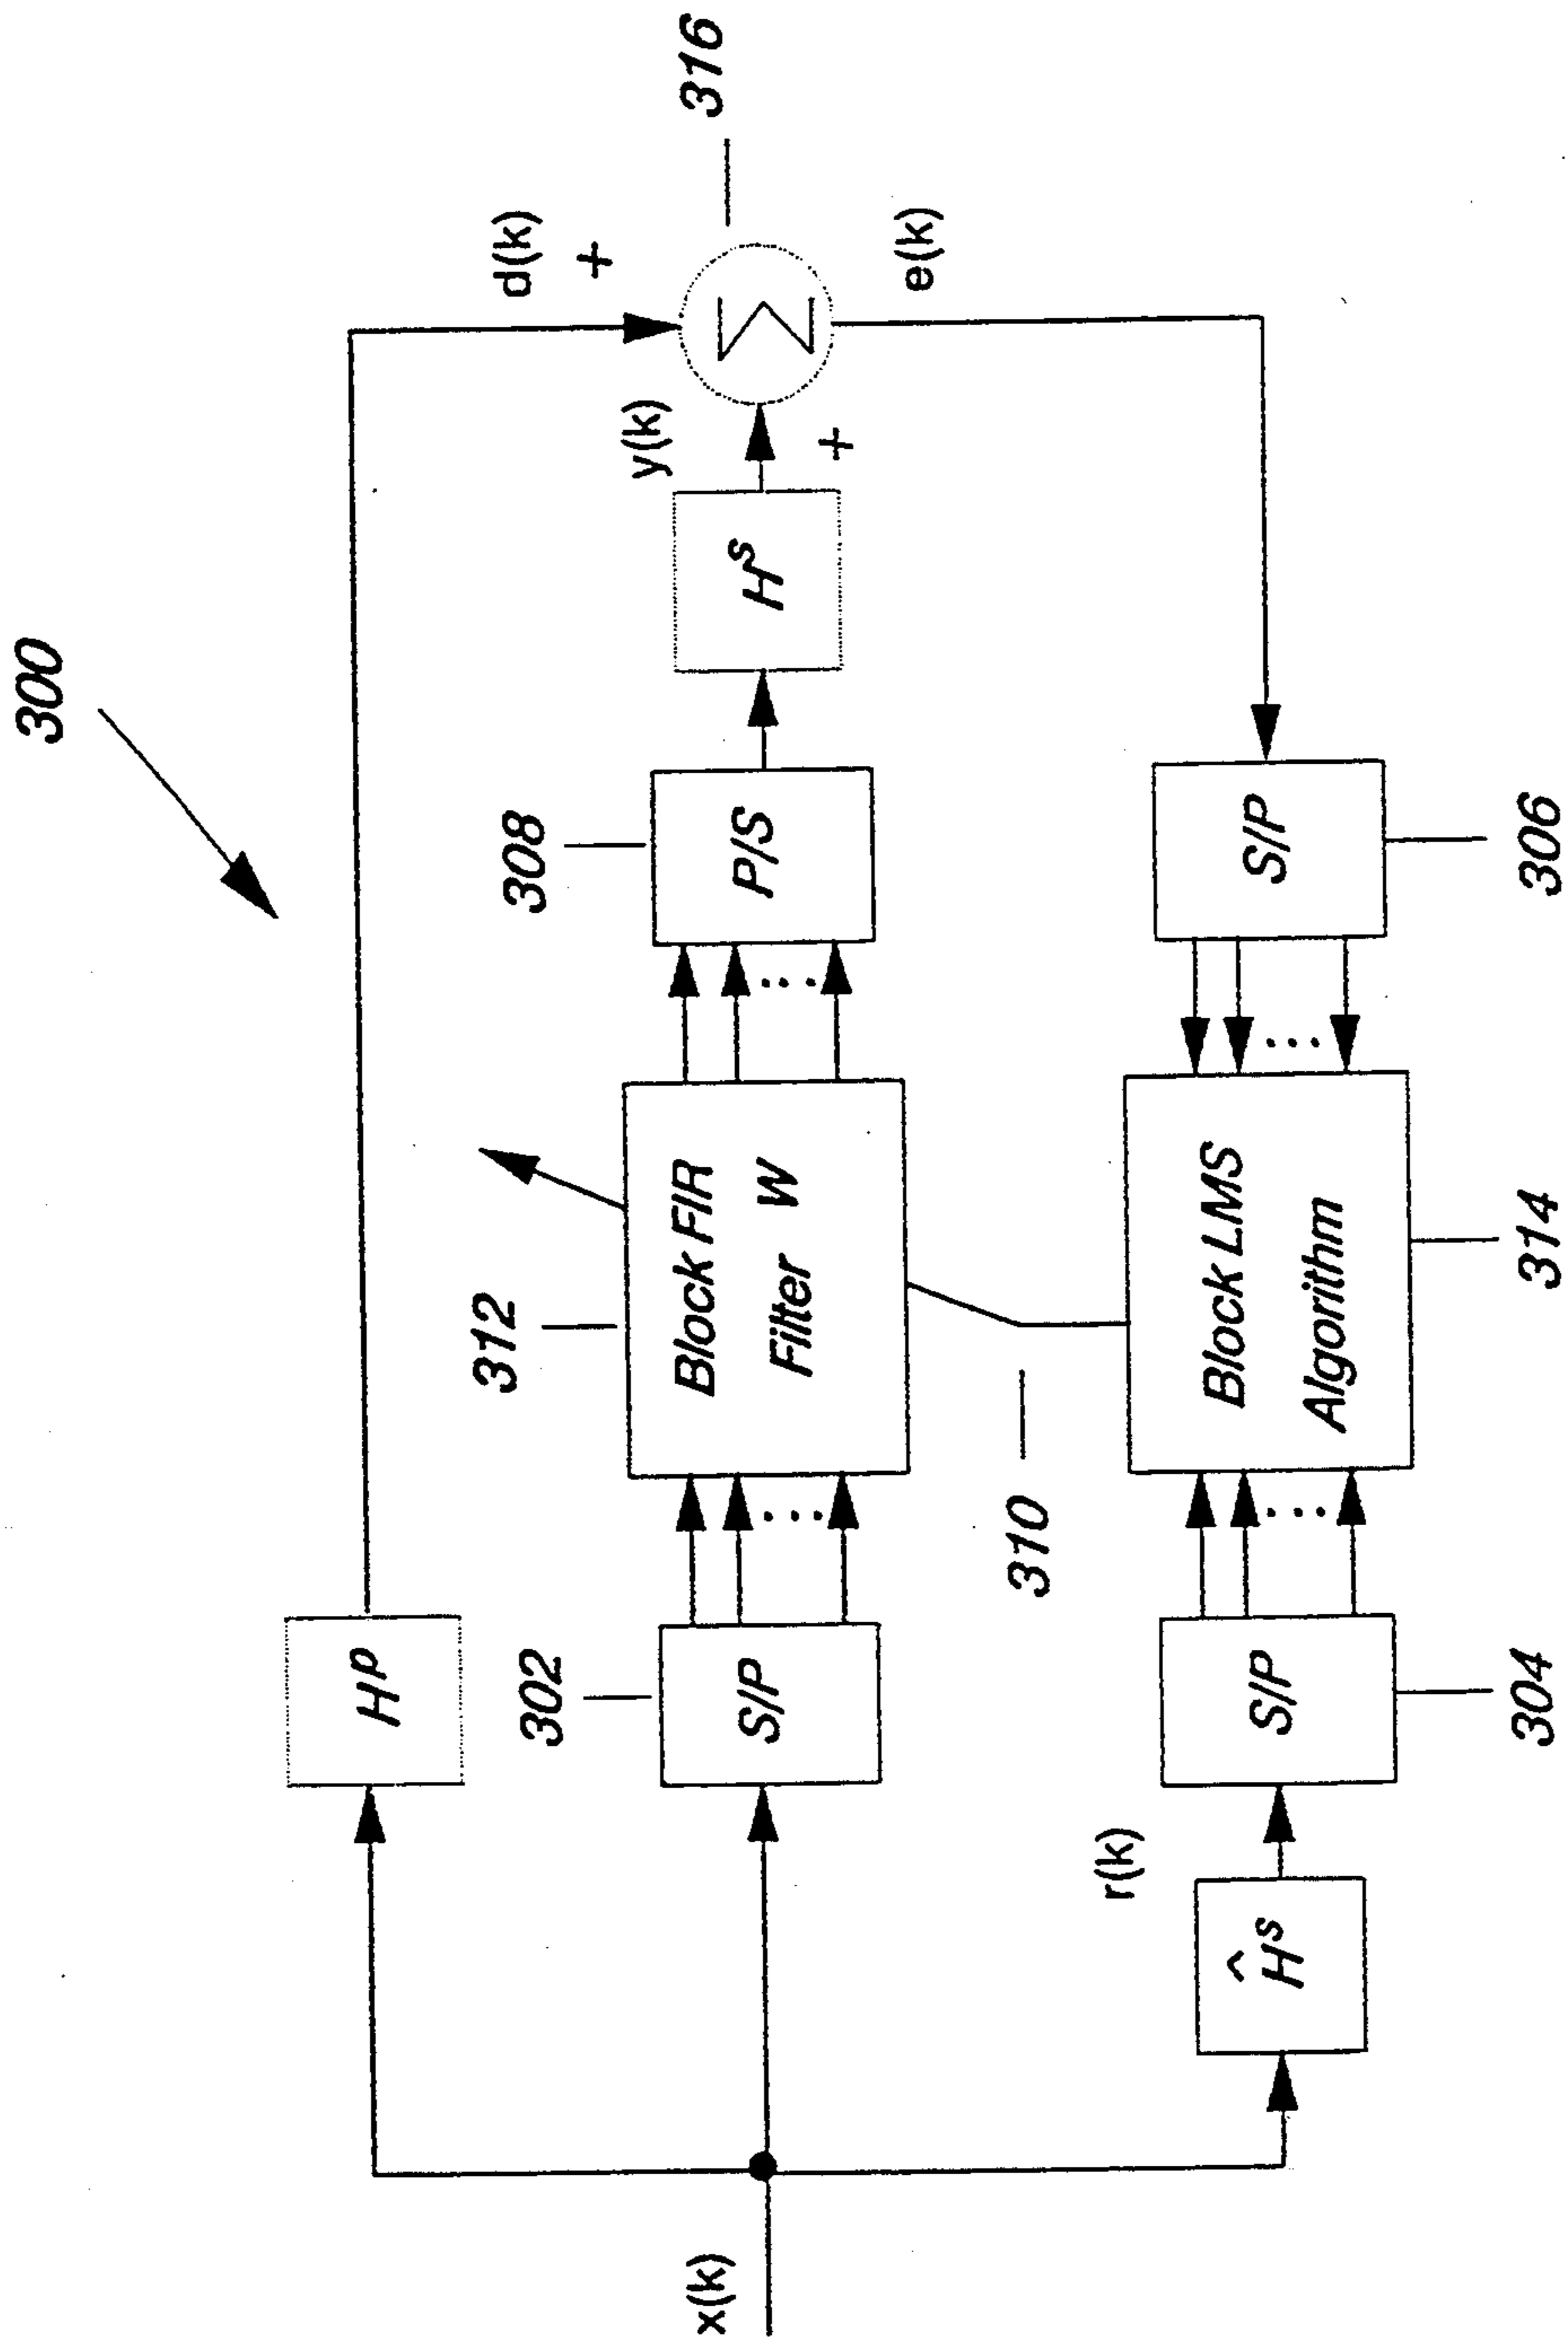 300
H^p
d(k)
+
316
312
308
302
S/P
Block FIR
Filter W
P/S
H^s
y(k)
+
Σ
x(k)
310
e(k)
r(k)
Ĥ^s
S/P
Block LMS
Algorithm
S/P
304
314
306